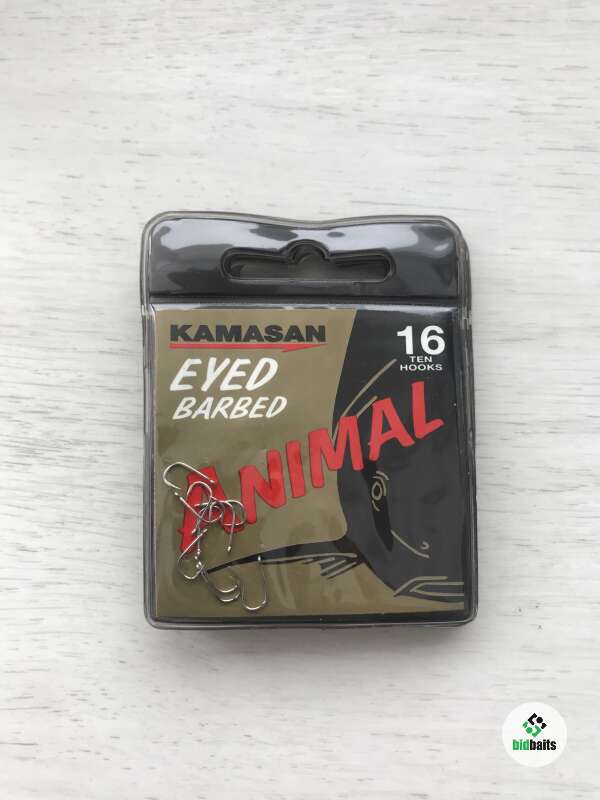 KAMASAN
EYED
BARBED
16
TEN
HOOKS
ANIMAL
bidbaits